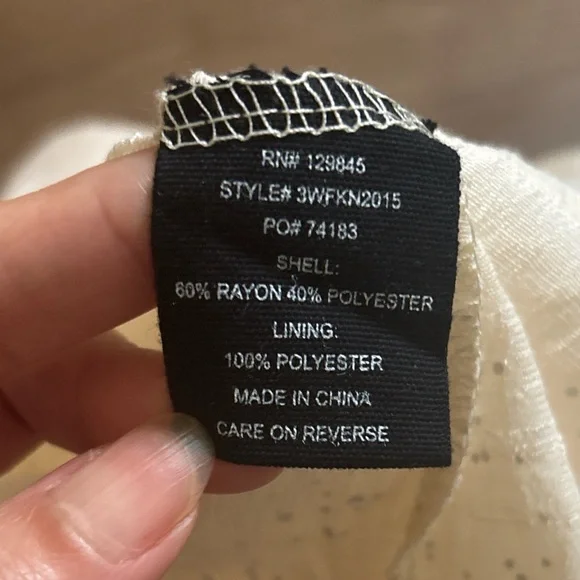 RN# 129845
STYLE# 3WFKN2015
PO# 74183
SHELL:
60% RAYON 40% POLYESTER
LINING:
100% POLYESTER
MADE IN CHINA
CARE ON REVERSE